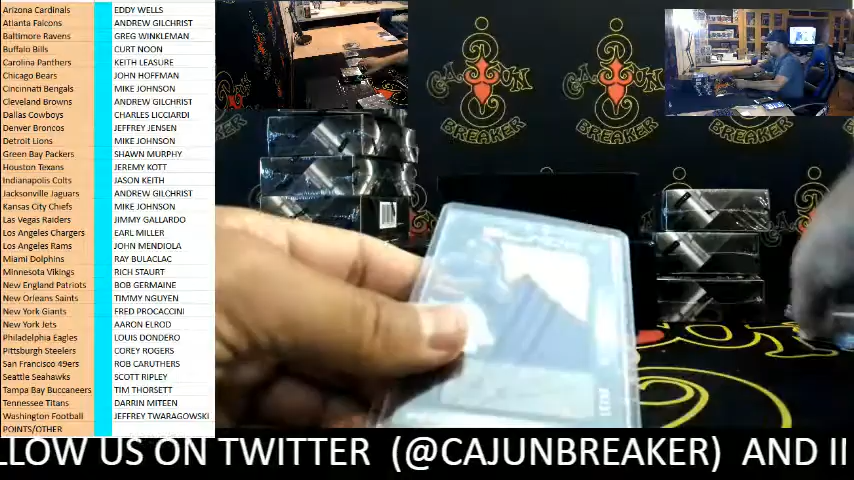 Arizona Cardinals EDDY WELLS
Atlanta Falcons ANDREW GILCHRIST
Baltimore Ravens GREG WINKLEMAN
Buffalo Bills CURT NOON
Carolina Panthers KEITH LEASURE
Chicago Bears JOHN HOFFMAN
Cincinnati Bengals MIKE JOHNSON
Cleveland Browns ANDREW GILCHRIST
Dallas Cowboys CHARLES LICCIARDI
Denver Broncos JEFFREY JENSEN
Detroit Lions MIKE JOHNSON
Green Bay Packers SHAWN MURPHY
Houston Texans JEREMY KOTT
Indianapolis Colts JASON KEITH
Jacksonville Jaguars ANDREW GILCHRIST
Kansas City Chiefs MIKE JOHNSON
Las Vegas Raiders JIMMY GALLARDO
Los Angeles Chargers EARL MILLER
Los Angeles Rams JOHN MENDIOLA
Miami Dolphins RAY BULACLAC
Minnesota Vikings RICH STAURT
New England Patriots BOB GERMAINE
New Orleans Saints TIMMY NGUYEN
New York Giants FRED PROCACCINI
New York Jets AARON ELROD
Philadelphia Eagles LOUIS DONDERO
Pittsburgh Steelers COREY ROGERS
San Francisco 49ers ROB CARUTHERS
Seattle Seahawks SCOTT RIPLEY
Tampa Bay Buccaneers TIM THORSETT
Tennessee Titans DARRIN MITEEN
Washington Football JEFFREY TWARAGOWSKI
POINTS/OTHER
CAJUN
BREAKER
CAJUN
BREAKER
LLOW US ON TWITTER (@CAJUNBREAKER) AND II